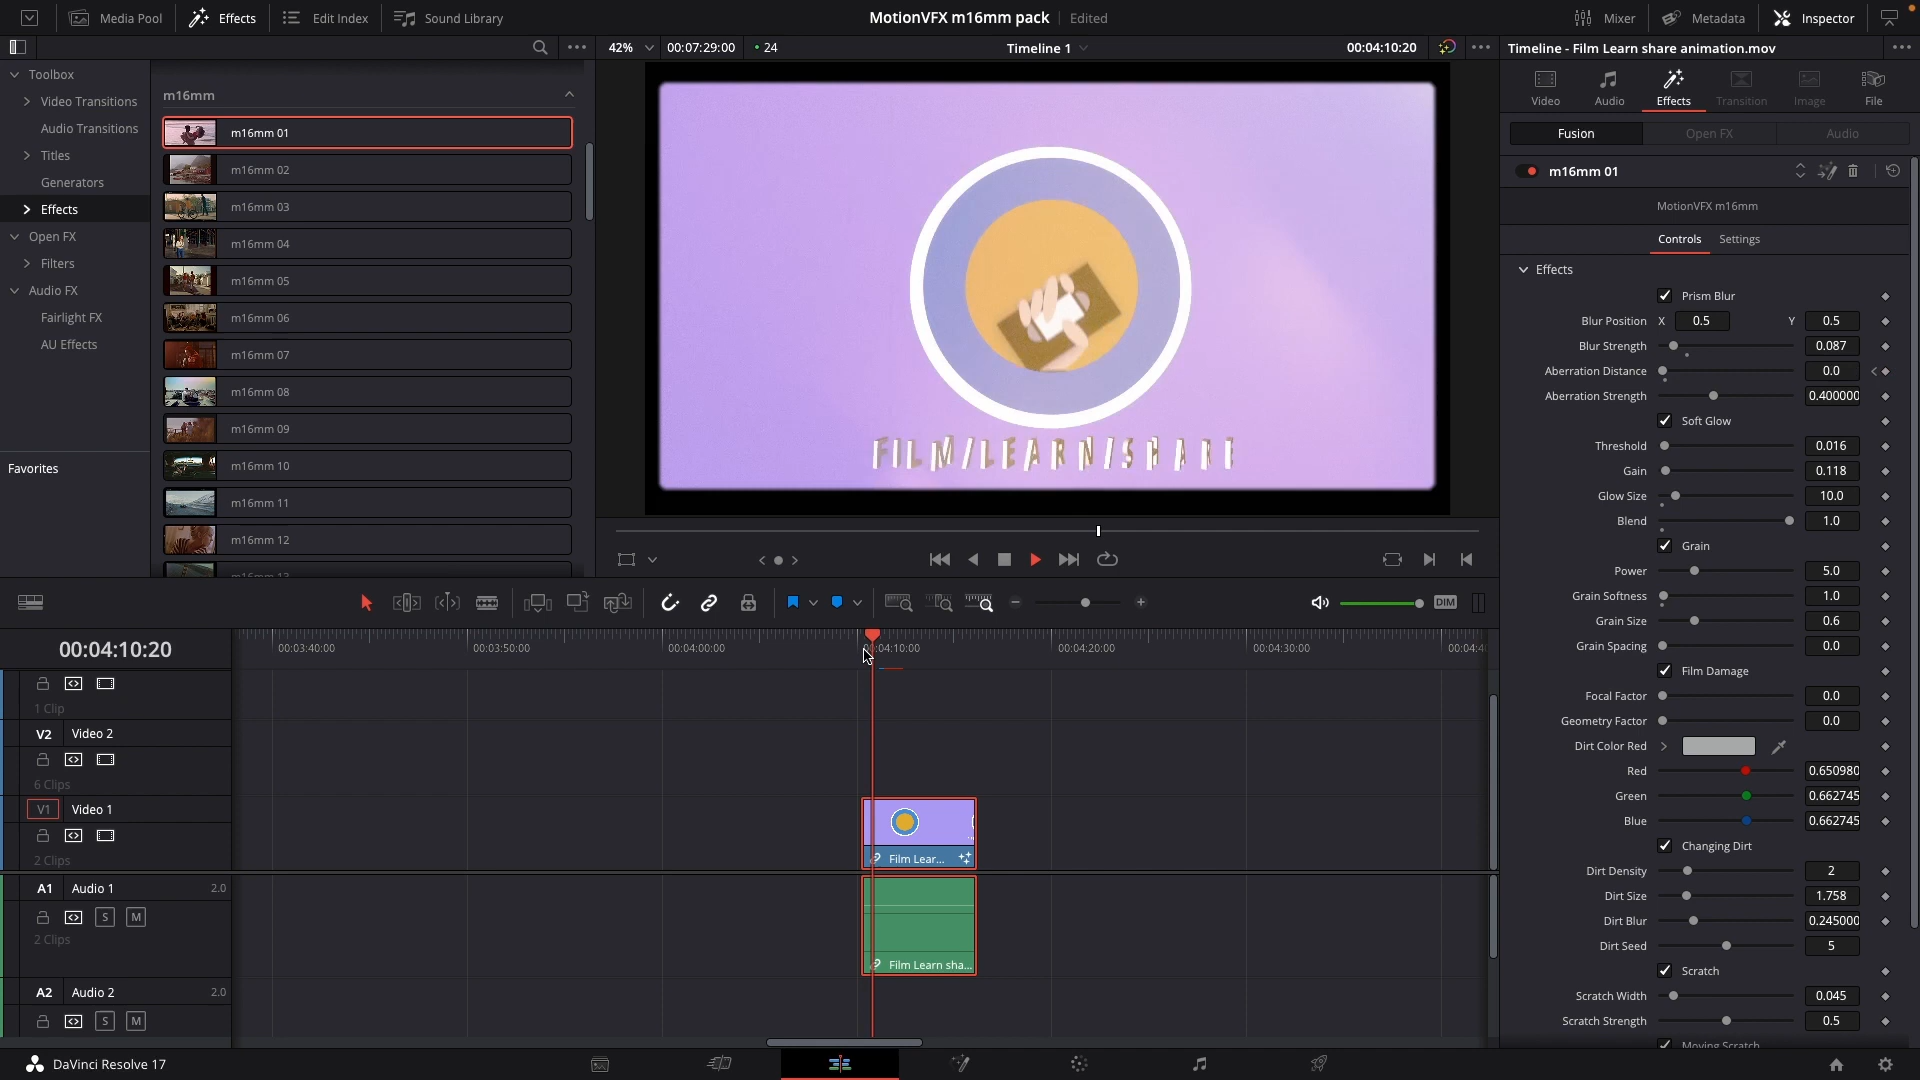 Media Pool
Effects
Edit Index
Sound Library
MotionVFX m16mm pack
Edited
Mixer
Metadata
Inspector
42%
00:07:29:00
24
Timeline 1
00:04:10:20
Timeline - Film Learn share animation.mov
Toolbox
Video Transitions
Audio Transitions
Titles
Generators
Effects
Open FX
Filters
Audio FX
Fairlight FX
AU Effects
Favorites
m16mm
m16mm 01
m16mm 02
m16mm 03
m16mm 04
m16mm 05
m16mm 06
m16mm 07
m16mm 08
m16mm 09
m16mm 10
m16mm 11
m16mm 12
FILM/LEARN/SHARE
Video
Audio
Effects
Transition
Image
File
Fusion
Open FX
Audio
m16mm 01
MotionVFX m16mm
Controls
Settings
Effects
Prism Blur
Blur Position X 0.5 Y 0.5
Blur Strength 0.087
Aberration Distance 0.0
Aberration Strength 0.400000
Soft Glow
Threshold 0.016
Gain 0.118
Glow Size 10.0
Blend 1.0
Grain
Power 5.0
Grain Softness 1.0
Grain Size 0.6
Grain Spacing 0.0
Film Damage
Focal Factor 0.0
Geometry Factor 0.0
Dirt Color Red
Red 0.650980
Green 0.662745
Blue 0.662745
Changing Dirt
Dirt Density 2
Dirt Size 1.758
Dirt Blur 0.245000
Dirt Seed 5
Scratch
Scratch Width 0.045
Scratch Strength 0.5
Moving Scratch
DIM
00:04:10:20
00:03:40:00
00:03:50:00
00:04:00:00
00:04:10:00
00:04:20:00
00:04:30:00
1 Clip
V2 Video 2
6 Clips
V1 Video 1
2 Clips
Film Lear...
A1 Audio 1 2.0
S M
2 Clips
Film Learn sha...
A2 Audio 2 2.0
S M
DaVinci Resolve 17